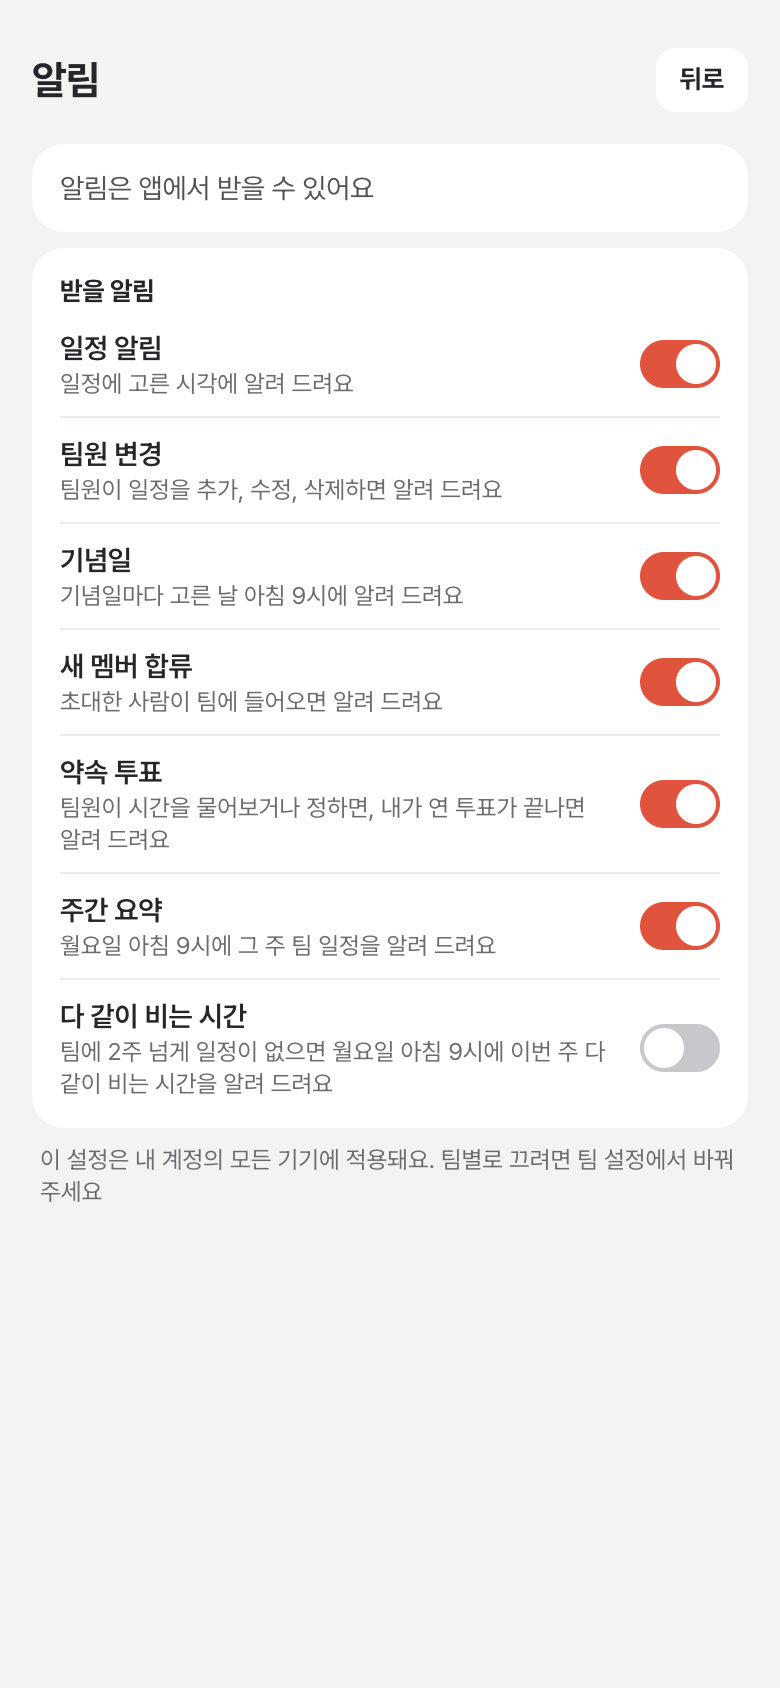 알림
뒤로
알림은 앱에서 받을 수 있어요
받을 알림
일정 알림
일정에 고른 시각에 알려 드려요
팀원 변경
팀원이 일정을 추가, 수정, 삭제하면 알려 드려요
기념일
기념일마다 고른 날 아침 9시에 알려 드려요
새 멤버 합류
초대한 사람이 팀에 들어오면 알려 드려요
약속 투표
팀원이 시간을 물어보거나 정하면, 내가 연 투표가 끝나면
알려 드려요
주간 요약
월요일 아침 9시에 그 주 팀 일정을 알려 드려요
다 같이 비는 시간
팀에 2주 넘게 일정이 없으면 월요일 아침 9시에 이번 주 다
같이 비는 시간을 알려 드려요
이 설정은 내 계정의 모든 기기에 적용돼요. 팀별로 끄려면 팀 설정에서 바꿔
주세요